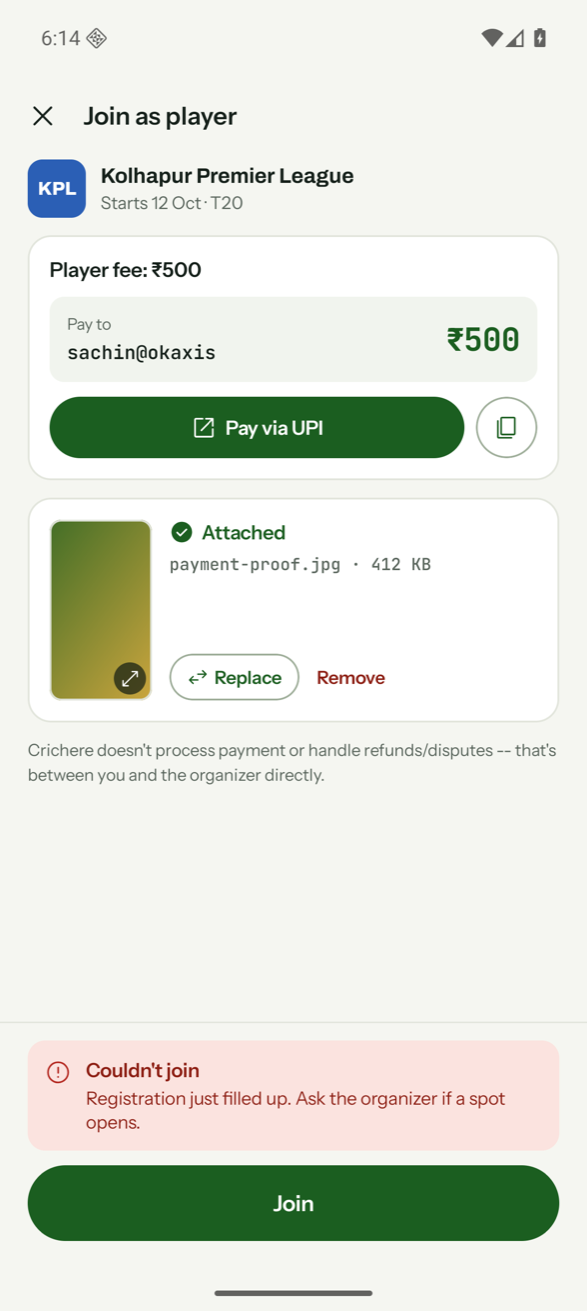 6:14
Join as player
KPL
Kolhapur Premier League
Starts 12 Oct · T20
Player fee: ₹500
Pay to
sachin@okaxis
₹500
Pay via UPI
Attached
payment-proof.jpg · 412 KB
Replace
Remove
Crichere doesn't process payment or handle refunds/disputes -- that's
between you and the organizer directly.
Couldn't join
Registration just filled up. Ask the organizer if a spot
opens.
Join